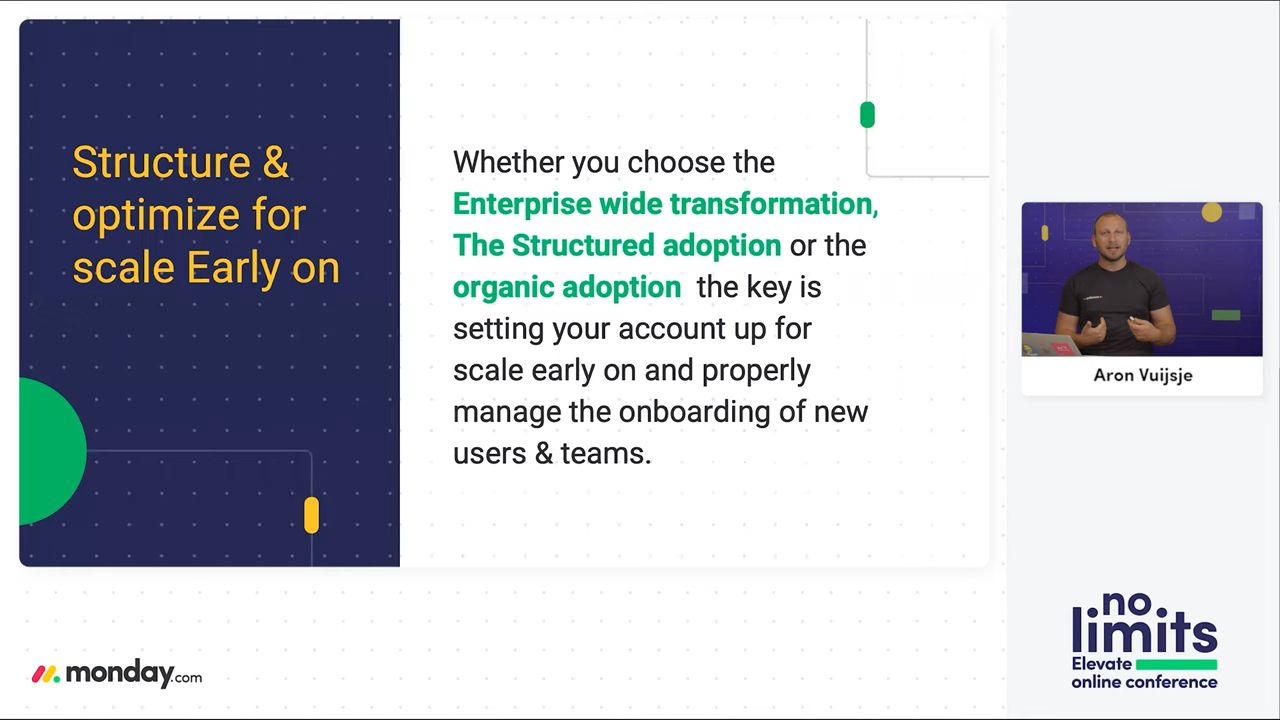 Structure &
optimize for
scale Early on
Whether you choose the
Enterprise wide transformation,
The Structured adoption or the
organic adoption the key is
setting your account up for
scale early on and properly
manage the onboarding of new
users & teams.
Aron Vuijsje
monday.com
no
limits
Elevate
online conference